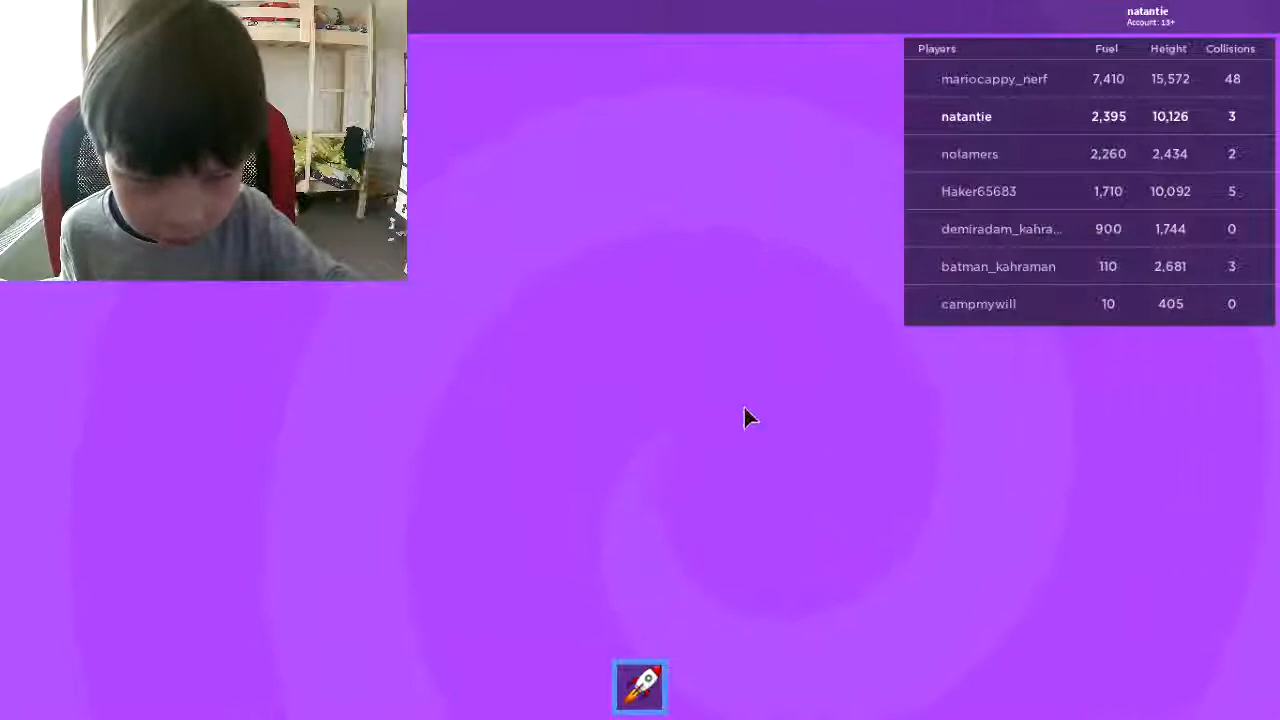 natantie
Account: 13+
Players Fuel Height Collisions
mariocappy_nerf 7,410 15,572 48
natantie 2,395 10,126 3
nolamers 2,260 2,434 2
Haker65683 1,710 10,092 5
demiradam_kahra... 900 1,744 0
batman_kahraman 110 2,681 3
campmywill 10 405 0